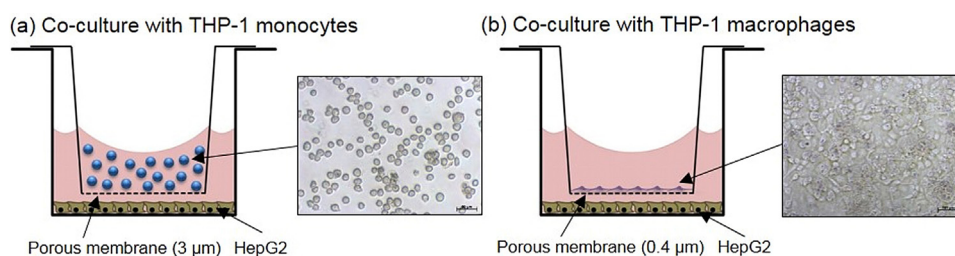 (a) Co-culture with THP-1 monocytes
(b) Co-culture with THP-1 macrophages
Porous membrane (3 µm)
HepG2
Porous membrane (0.4 µm)
HepG2